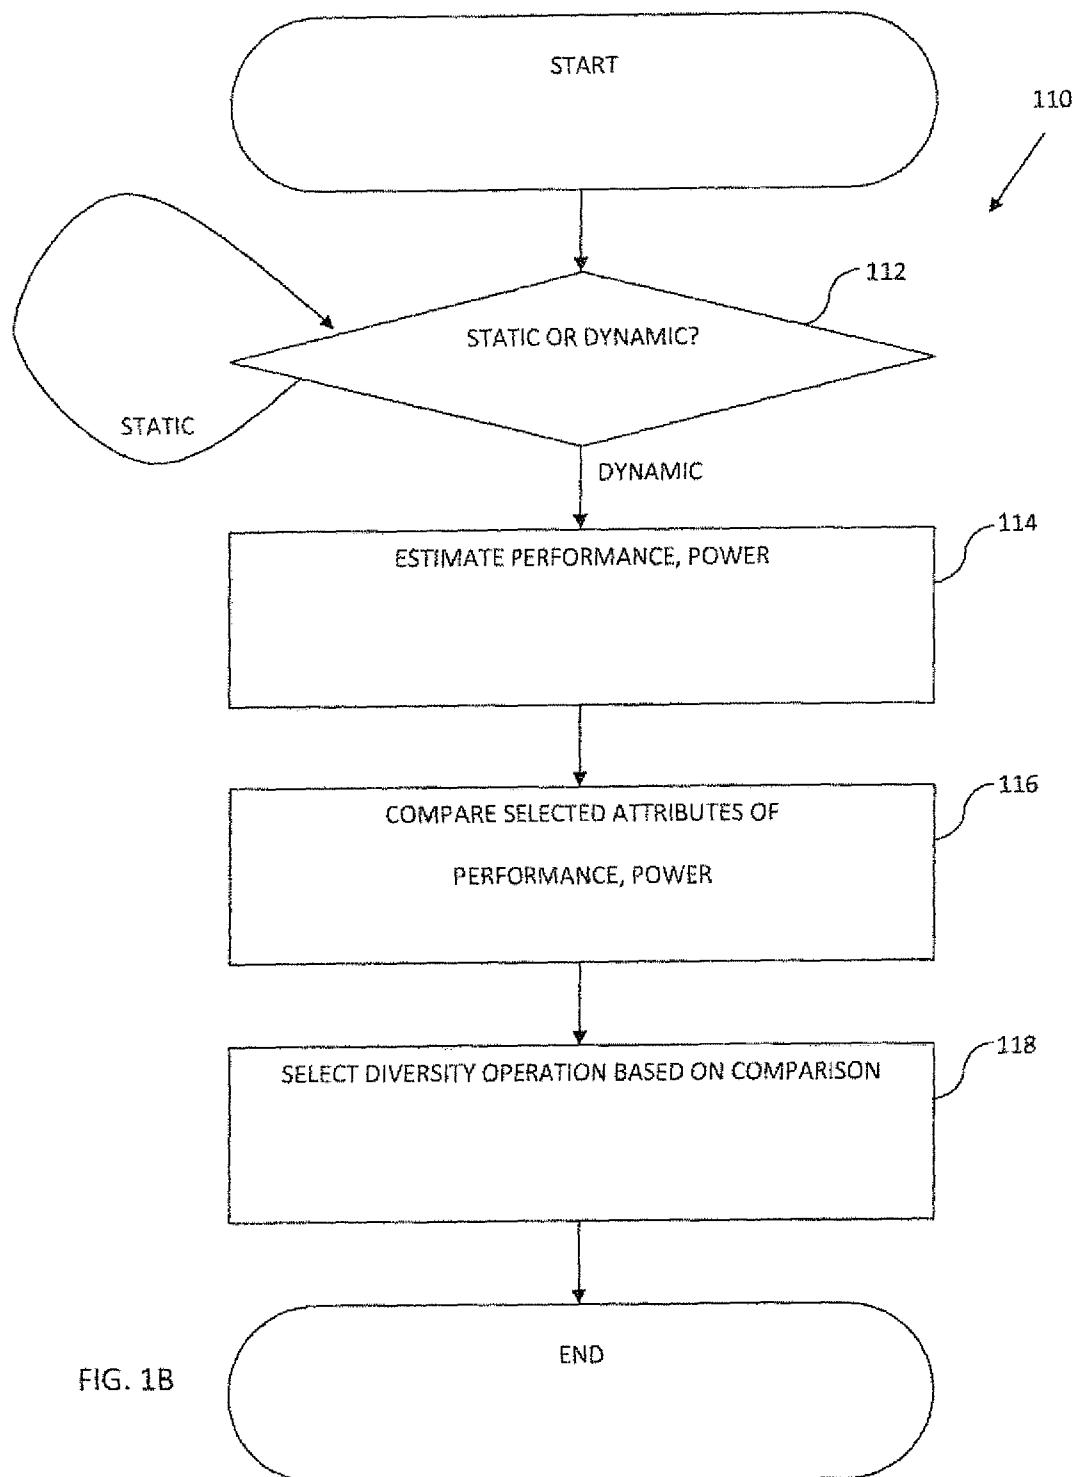 START
110
112
STATIC OR DYNAMIC?
STATIC
DYNAMIC
114
ESTIMATE PERFORMANCE, POWER
116
COMPARE SELECTED ATTRIBUTES OF
PERFORMANCE, POWER
118
SELECT DIVERSITY OPERATION BASED ON COMPARISON
END
FIG. 1B